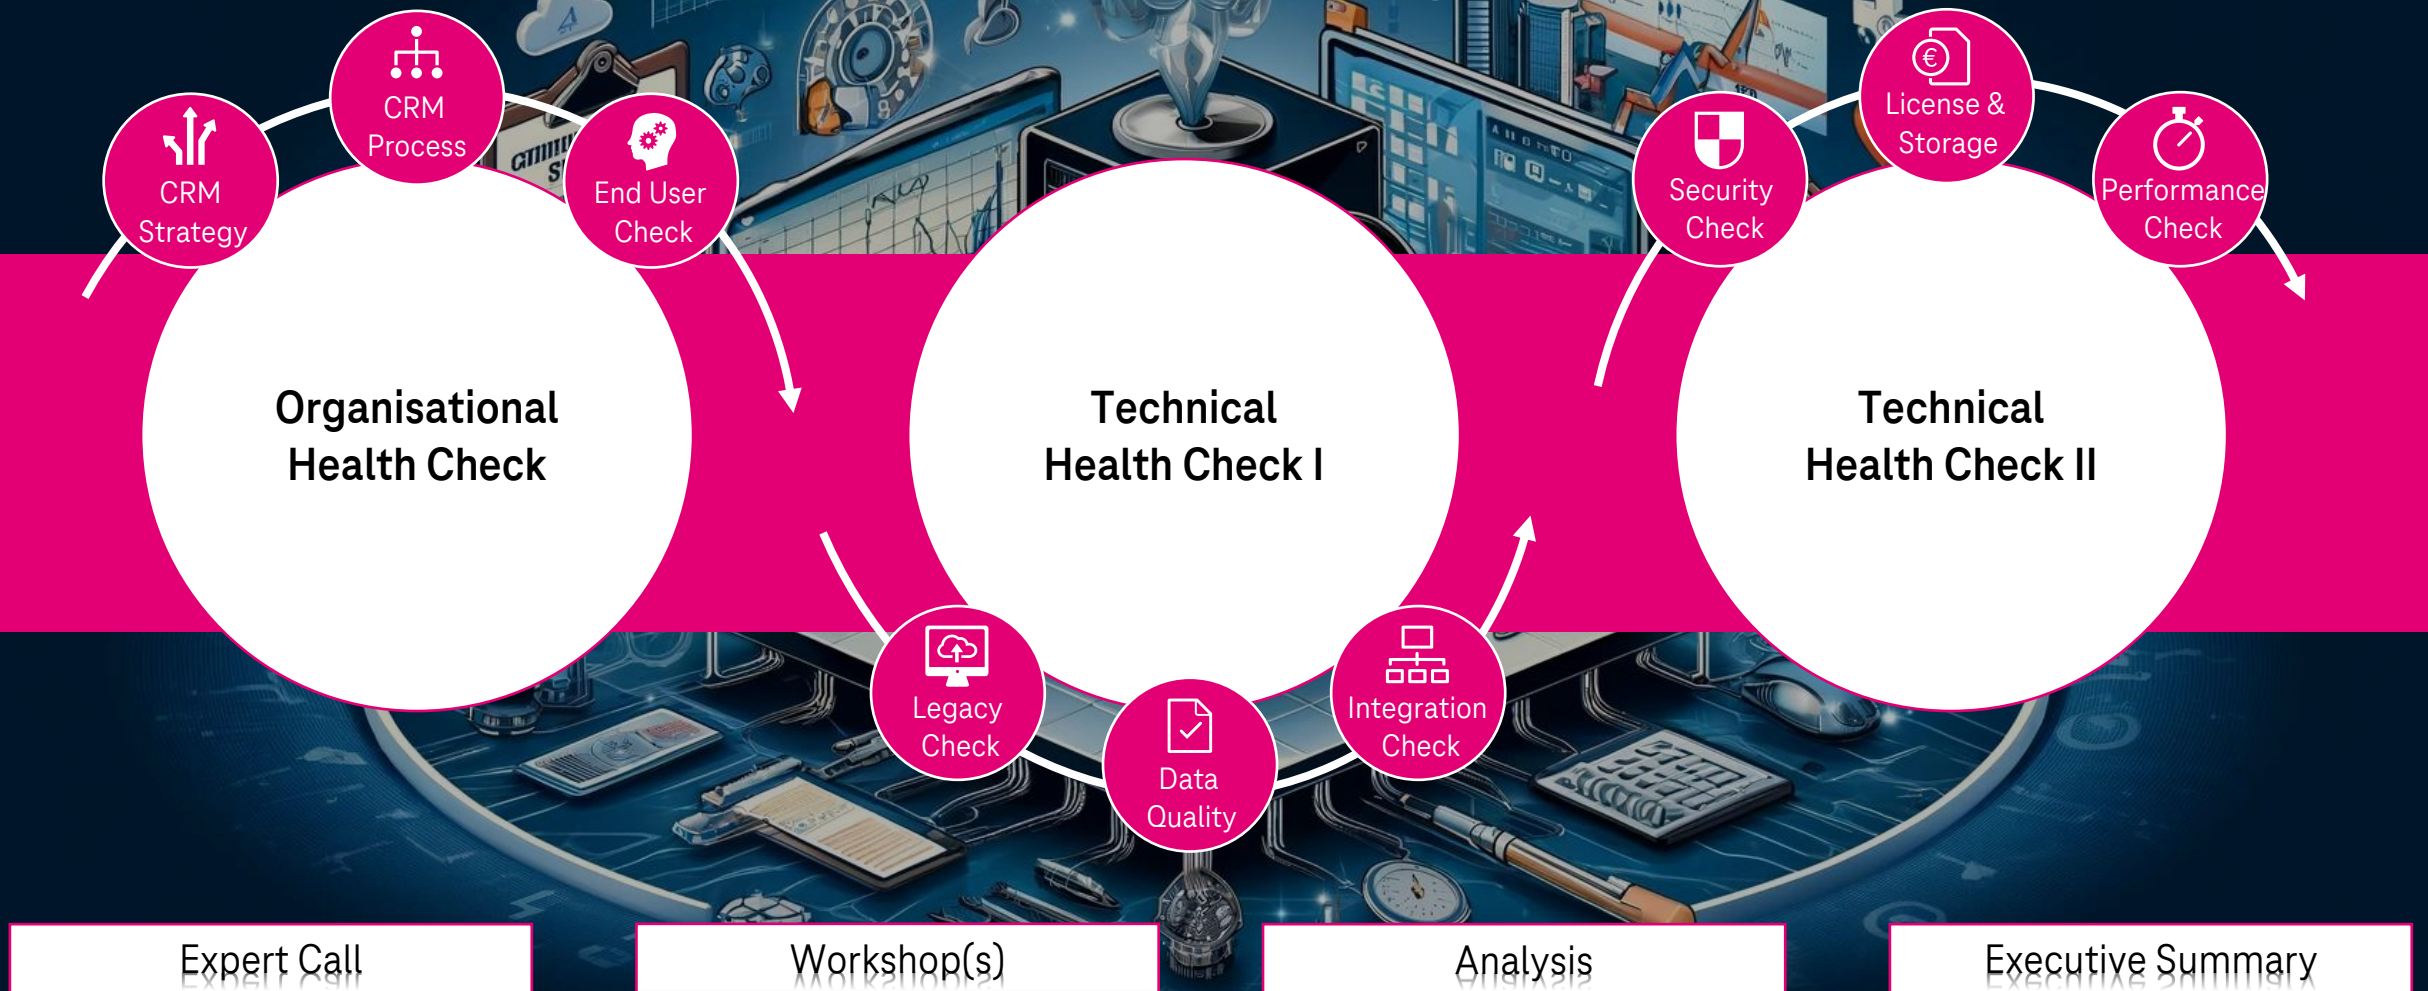 CRM
Strategy
CRM
Process
End User
Check
Organisational
Health Check
Legacy
Check
Data
Quality
Integration
Check
Technical
Health Check I
Security
Check
License &
Storage
Performance
Check
Technical
Health Check II
Expert Call
Workshop(s)
Analysis
Executive Summary